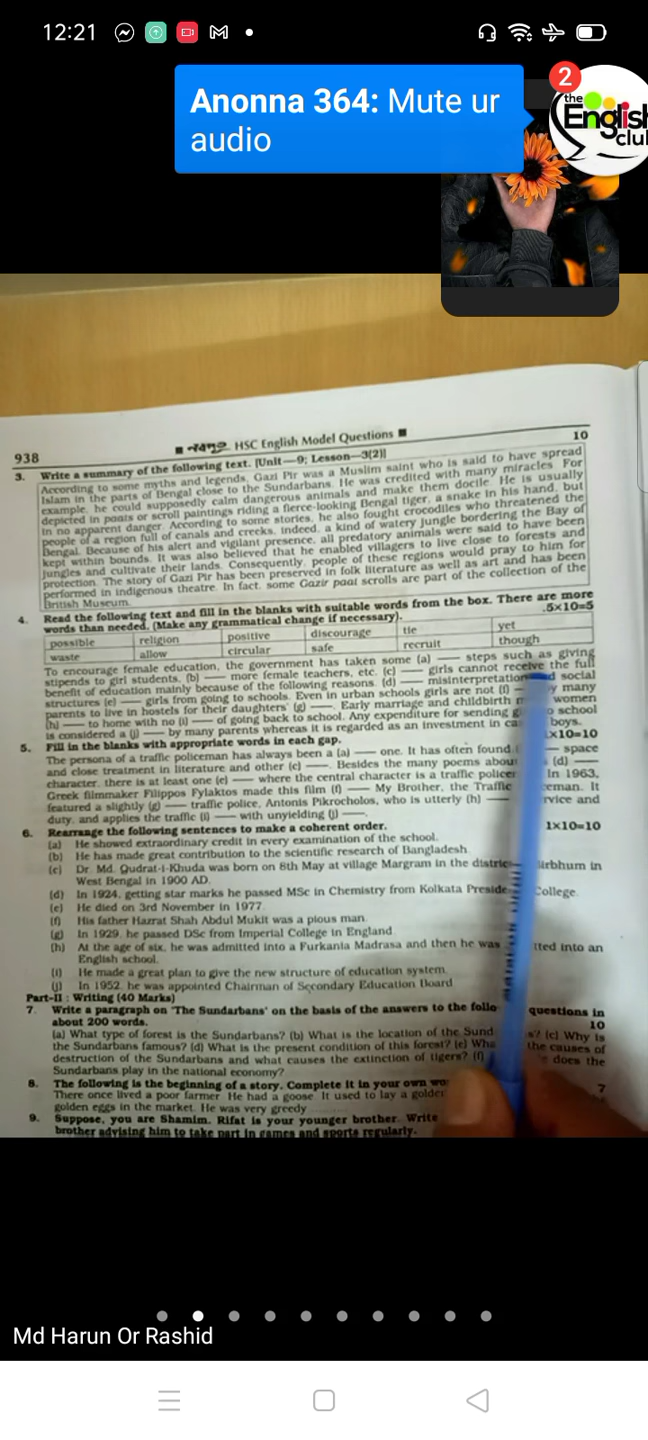 12:21
Anonna 364: Mute ur
audio
2
the
English
club
938
নবদূত HSC English Model Questions
10
3. Write a summary of the following text. [Unit—9; Lesson—3(2)]
According to some myths and legends, Gazi Pir was a Muslim saint who is said to have spread
Islam in the parts of Bengal close to the Sundarbans. He was credited with many miracles. For
example, he could supposedly calm dangerous animals and make them docile. He is usually
depicted in paats or scroll paintings riding a fierce-looking Bengal tiger, a snake in his hand, but
in no apparent danger. According to some stories, he also fought crocodiles who threatened the
people of a region full of canals and creeks, indeed, a kind of watery jungle bordering the Bay of
Bengal. Because of his alert and vigilant presence, all predatory animals were said to have been
kept within bounds. It was also believed that he enabled villagers to live close to forests and
jungles and cultivate their lands. Consequently, people of these regions would pray to him for
protection. The story of Gazi Pir has been preserved in folk literature as well as art and has been
performed in indigenous theatre. In fact, some Gazir paat scrolls are part of the collection of the
British Museum.
4. Read the following text and fill in the blanks with suitable words from the box. There are more
words than needed. (Make any grammatical change if necessary). .5×10=5
possible religion positive discourage tie yet
waste allow circular safe recruit though
To encourage female education, the government has taken some (a) — steps such as giving
stipends to girl students, (b) — more female teachers, etc. (c) — girls cannot receive the full
benefit of education mainly because of the following reasons. (d) — misinterpretation social
structures (e) — girls from going to schools. Even in urban schools girls are not (f) — many
parents to live in hostels for their daughters' (g) —. Early marriage and childbirth women
(h) — to home with no (i) — of going back to school. Any expenditure for sending school
is considered a (j) — by many parents whereas it is regarded as an investment in boys.
5. Fill in the blanks with appropriate words in each gap. 1×10=10
The persona of a traffic policeman has always been a (a) — one. It has often found — space
and close treatment in literature and other (c) —. Besides the many poems (d) —
character, there is at least one (e) — where the central character is a traffic In 1963,
Greek filmmaker Filippos Fylaktos made this film (f) — My Brother, the Traffic It
featured a slightly (g) — traffic police, Antonis Pikrocholos, who is utterly (h) — and
duty, and applies the traffic (i) — with unyielding (j) —.
6. Rearrange the following sentences to make a coherent order. 1×10=10
(a) He showed extraordinary credit in every examination of the school.
(b) He has made great contribution to the scientific research of Bangladesh.
(c) Dr. Md. Qudrat-i-Khuda was born on 8th May at village Margram in the in
West Bengal in 1900 AD.
(d) In 1924, getting star marks he passed MSc in Chemistry from Kolkata College.
(e) He died on 3rd November in 1977.
(f) His father Hazrat Shah Abdul Mukit was a pious man.
(g) In 1929, he passed DSc from Imperial College in England.
(h) At the age of six, he was admitted into a Furkania Madrasa and then he was into an
English school.
(i) He made a great plan to give the new structure of education system.
(j) In 1952, he was appointed Chairman of Secondary Education Board
Part-II : Writing (40 Marks)
7. Write a paragraph on 'The Sundarbans' on the basis of the answers to the questions in
about 200 words. 10
(a) What type of forest is the Sundarbans? (b) What is the location of the (c) Why is
the Sundarbans famous? (d) What is the present condition of this forest? (e) the causes of
destruction of the Sundarbans and what causes the extinction of tigers? (f) does the
Sundarbans play in the national economy?
8. The following is the beginning of a story. Complete it in your own 7
There once lived a poor farmer. He had a goose. It used to lay a
golden eggs in the market. He was very greedy ........
9. Suppose, you are Shamim. Rifat is your younger brother. Write
brother advising him to take part in games and sports regularly.
Md Harun Or Rashid